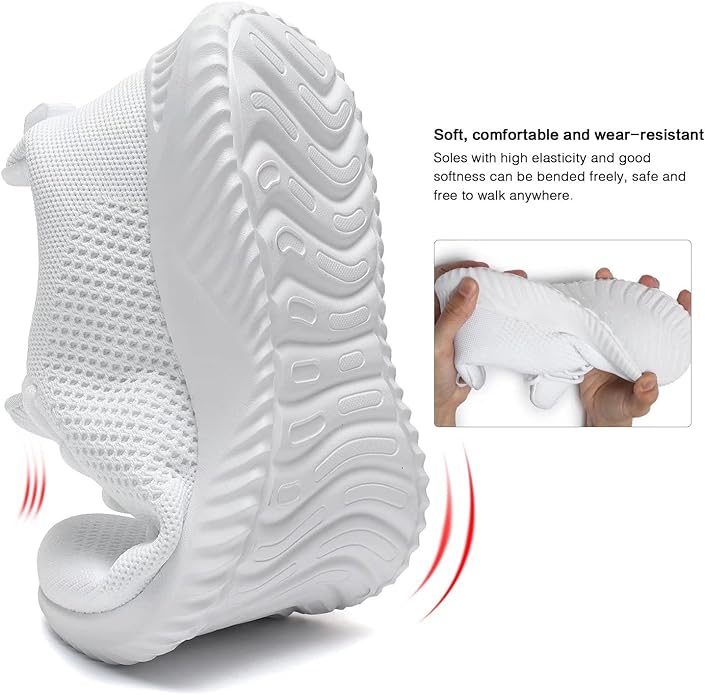 Soft, comfortable and wear-resistant
Soles with high elasticity and good
softness can be bended freely, safe and
free to walk anywhere.